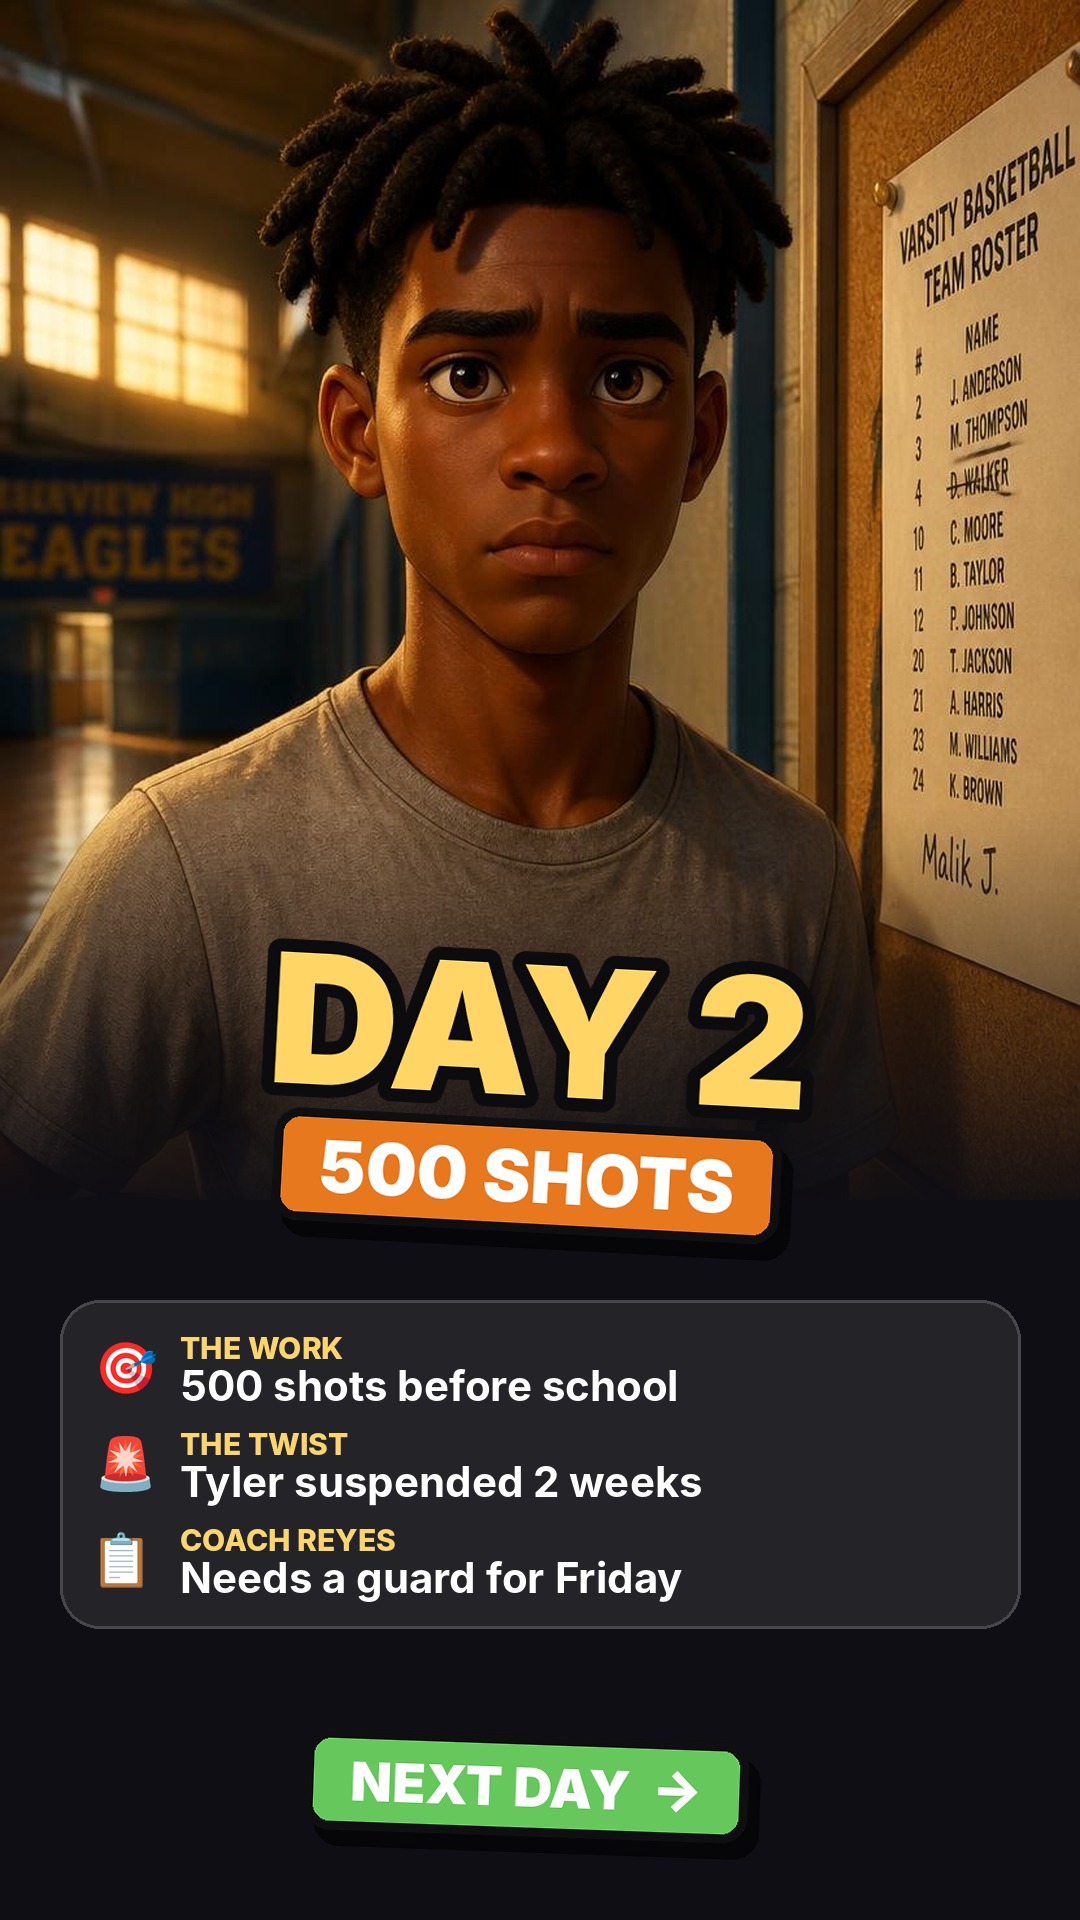 VARSITY BASKETBALL
TEAM ROSTER
# NAME
2 J. ANDERSON
3 M. THOMPSON
4 D. WALKER
10 C. MOORE
11 B. TAYLOR
12 P. JOHNSON
20 T. JACKSON
21 A. HARRIS
23 M. WILLIAMS
24 K. BROWN
Malik J.
HIGH
EAGLES
DAY 2
500 SHOTS
THE WORK
500 shots before school
THE TWIST
Tyler suspended 2 weeks
COACH REYES
Needs a guard for Friday
NEXT DAY →